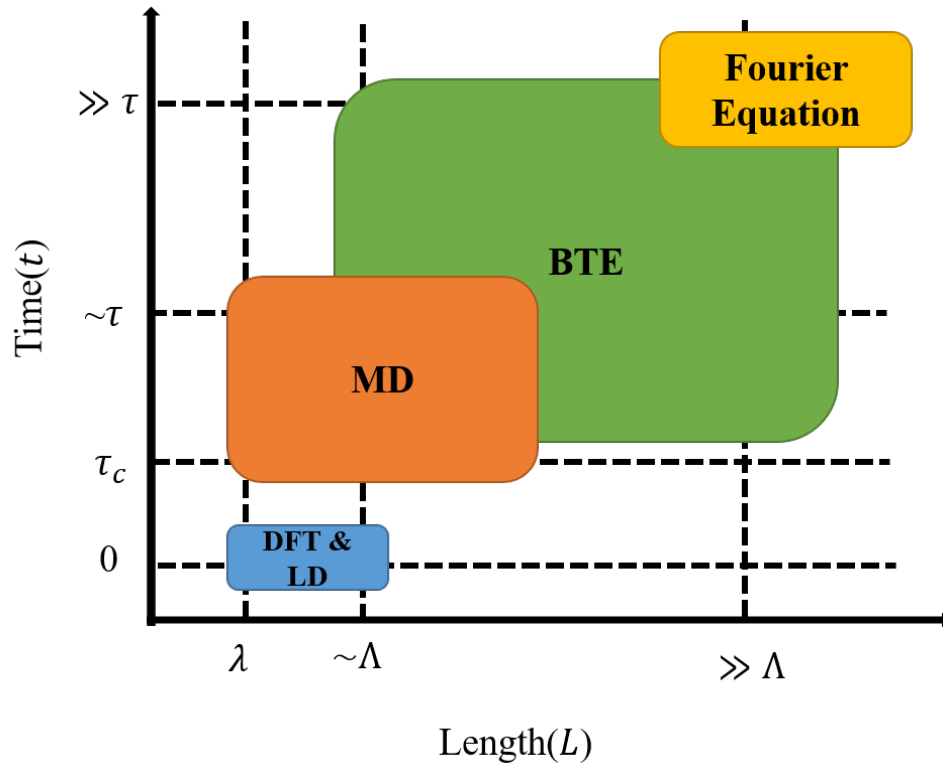 Fourier
Equation
≫ τ
BTE
Time(t)
~τ
MD
τc
DFT &
LD
0
λ
~Λ
≫ Λ
Length(L)